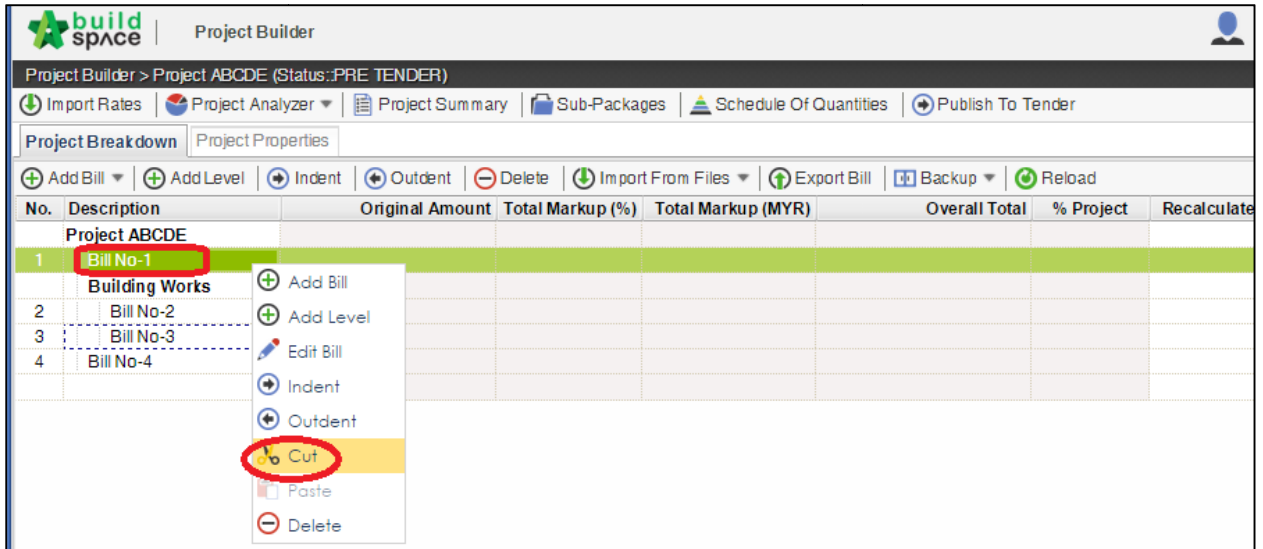 build space Project Builder
Project Builder > Project ABCDE (Status::PRE TENDER)
Import Rates Project Analyzer Project Summary Sub-Packages Schedule Of Quantities Publish To Tender
Project Breakdown Project Properties
Add Bill Add Level Indent Outdent Delete Import From Files Export Bill Backup Reload
No. Description Original Amount Total Markup (%) Total Markup (MYR) Overall Total % Project Recalculate
Project ABCDE
1 Bill No-1
Building Works
2 Bill No-2
3 Bill No-3
4 Bill No-4
Add Bill
Add Level
Edit Bill
Indent
Outdent
Cut
Paste
Delete